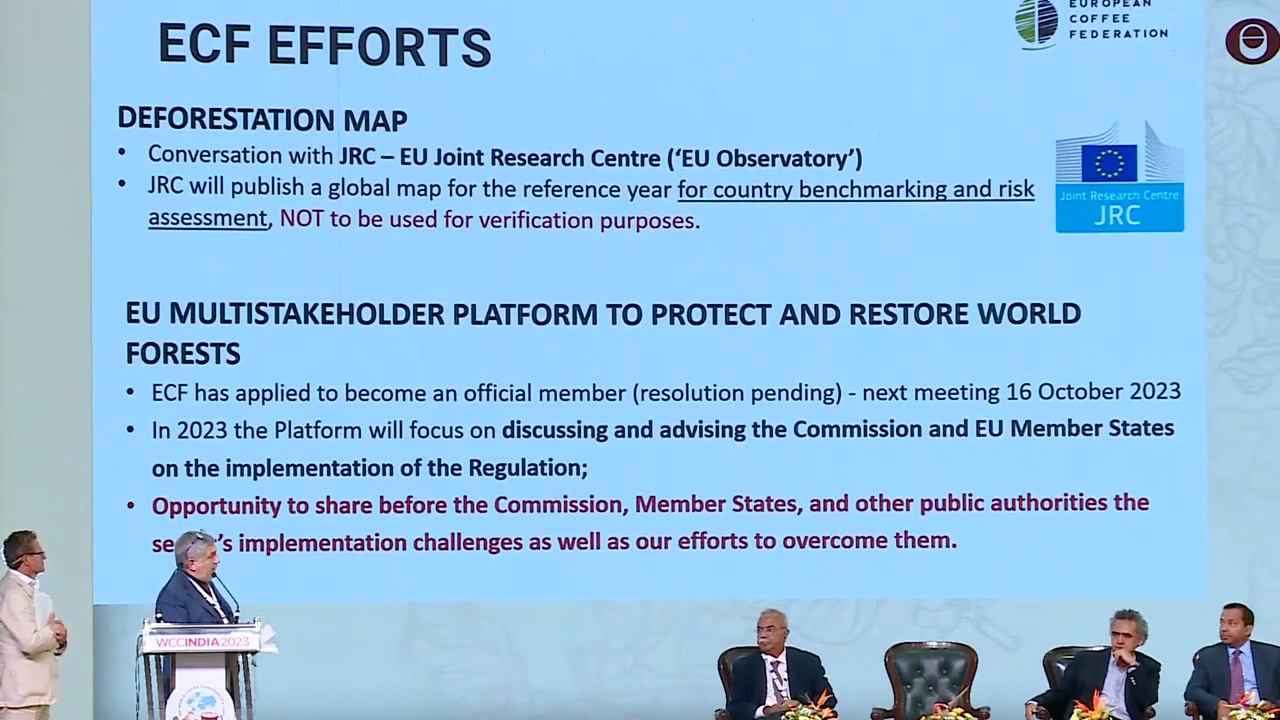 ECF EFFORTS
EUROPEAN
COFFEE
FEDERATION
DEFORESTATION MAP
• Conversation with JRC – EU Joint Research Centre (‘EU Observatory’)
• JRC will publish a global map for the reference year for country benchmarking and risk
assessment, NOT to be used for verification purposes.
Joint Research Centre
JRC
EU MULTISTAKEHOLDER PLATFORM TO PROTECT AND RESTORE WORLD
FORESTS
• ECF has applied to become an official member (resolution pending) - next meeting 16 October 2023
• In 2023 the Platform will focus on discussing and advising the Commission and EU Member States
on the implementation of the Regulation;
• Opportunity to share before the Commission, Member States, and other public authorities the
implementation challenges as well as our efforts to overcome them.
WCCINDIA2023